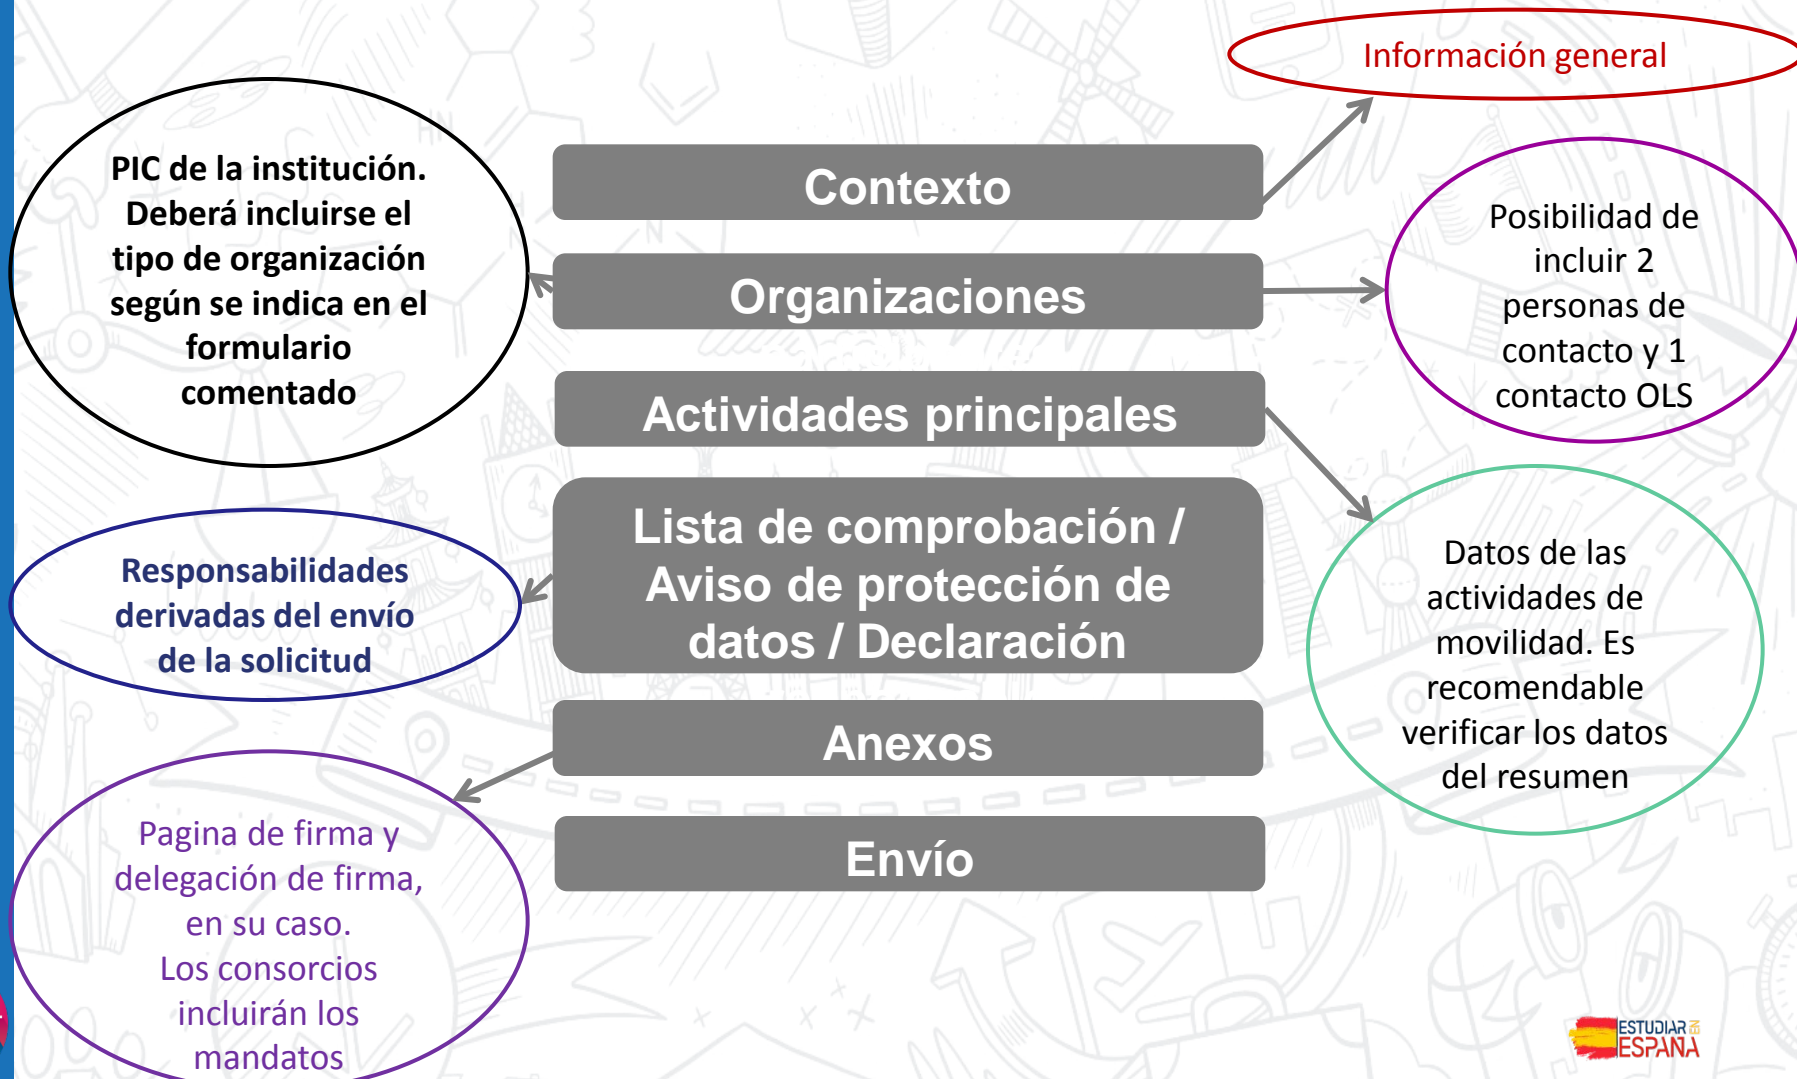 Información general
PIC de la institución.
Deberá incluirse el
tipo de organización
según se indica en el
formulario
comentado
Contexto
Organizaciones
Posibilidad de
incluir 2
personas de
contacto y 1
contacto OLS
Actividades principales
Lista de comprobación /
Aviso de protección de
datos / Declaración
Responsabilidades
derivadas del envío
de la solicitud
Datos de las
actividades de
movilidad. Es
recomendable
verificar los datos
del resumen
Anexos
Envío
Pagina de firma y
delegación de firma,
en su caso.
Los consorcios
incluirán los
mandatos
ESTUDIAR EN
ESPAÑA